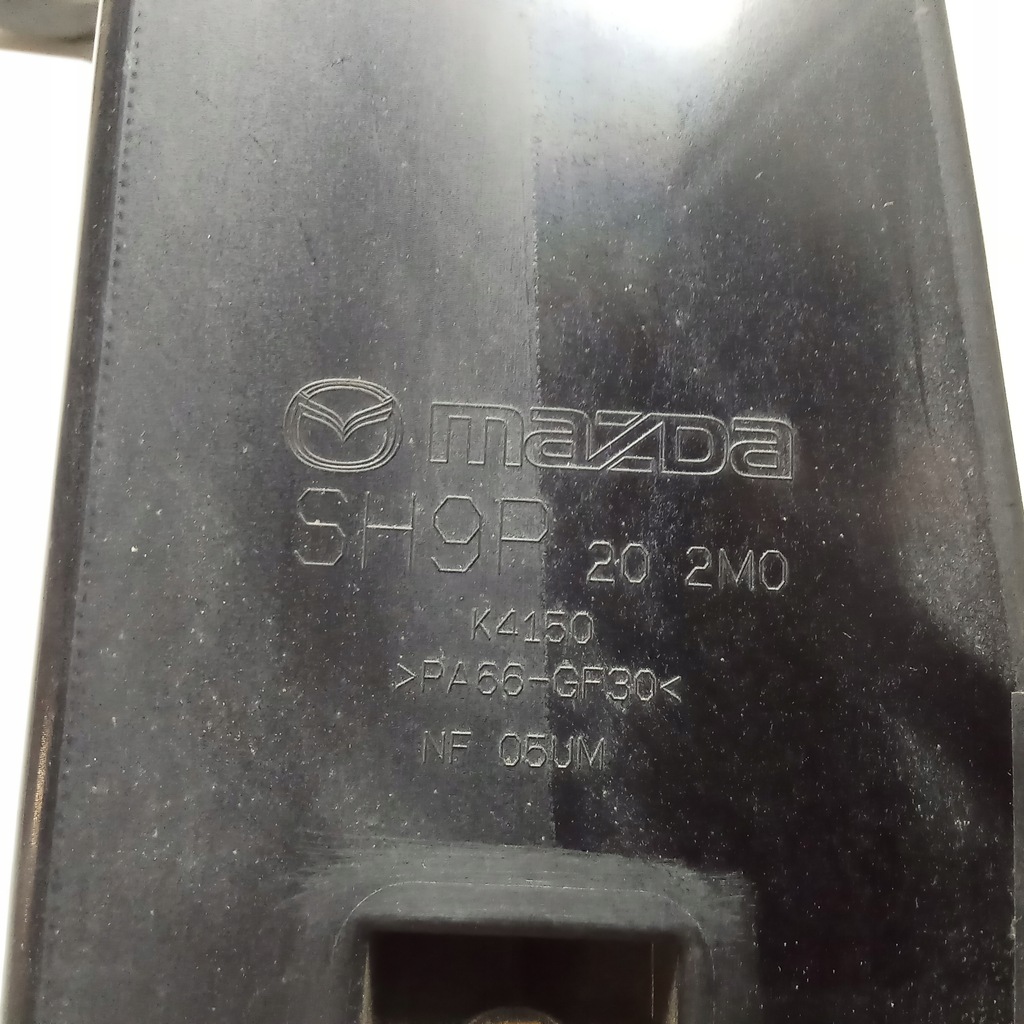 mazda
SH9P 20 2M0
K4150
>PA66-GF30<
NF 05UM